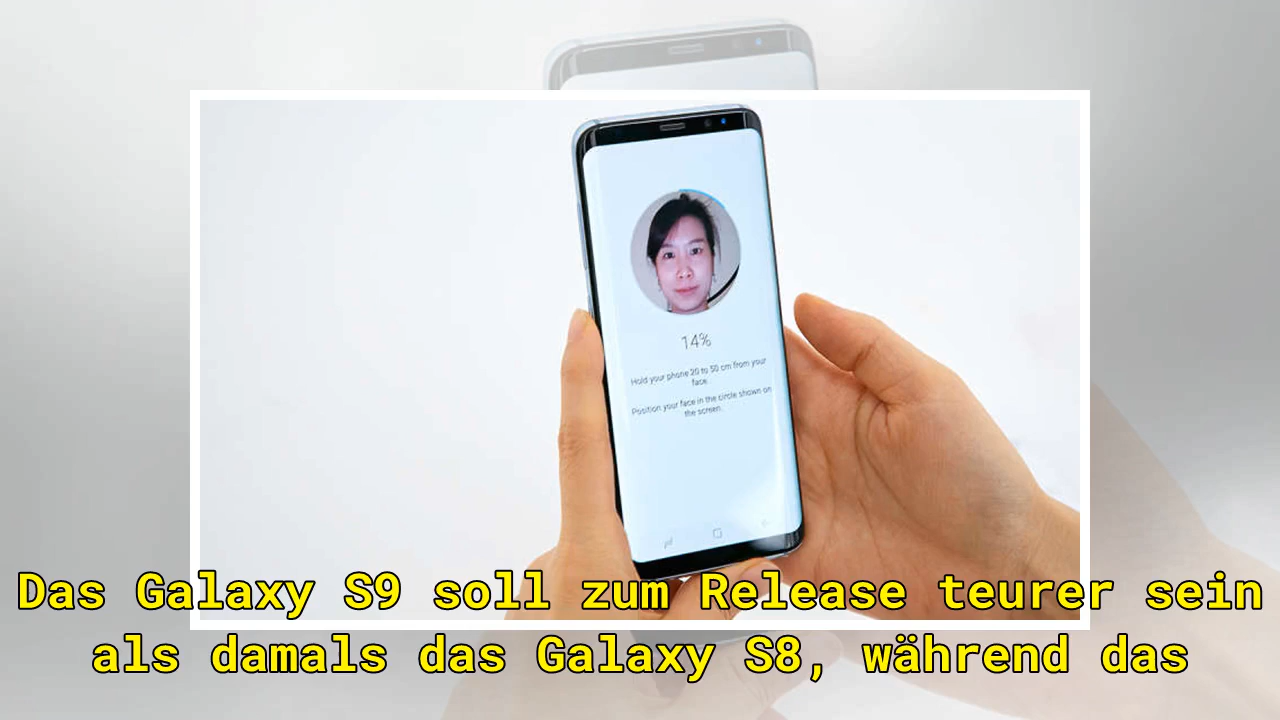 14%
Hold your phone 20 to 50 cm from your
face.
Position your face in the circle shown on
the screen.
Das Galaxy S9 soll zum Release teurer sein
als damals das Galaxy S8, während das